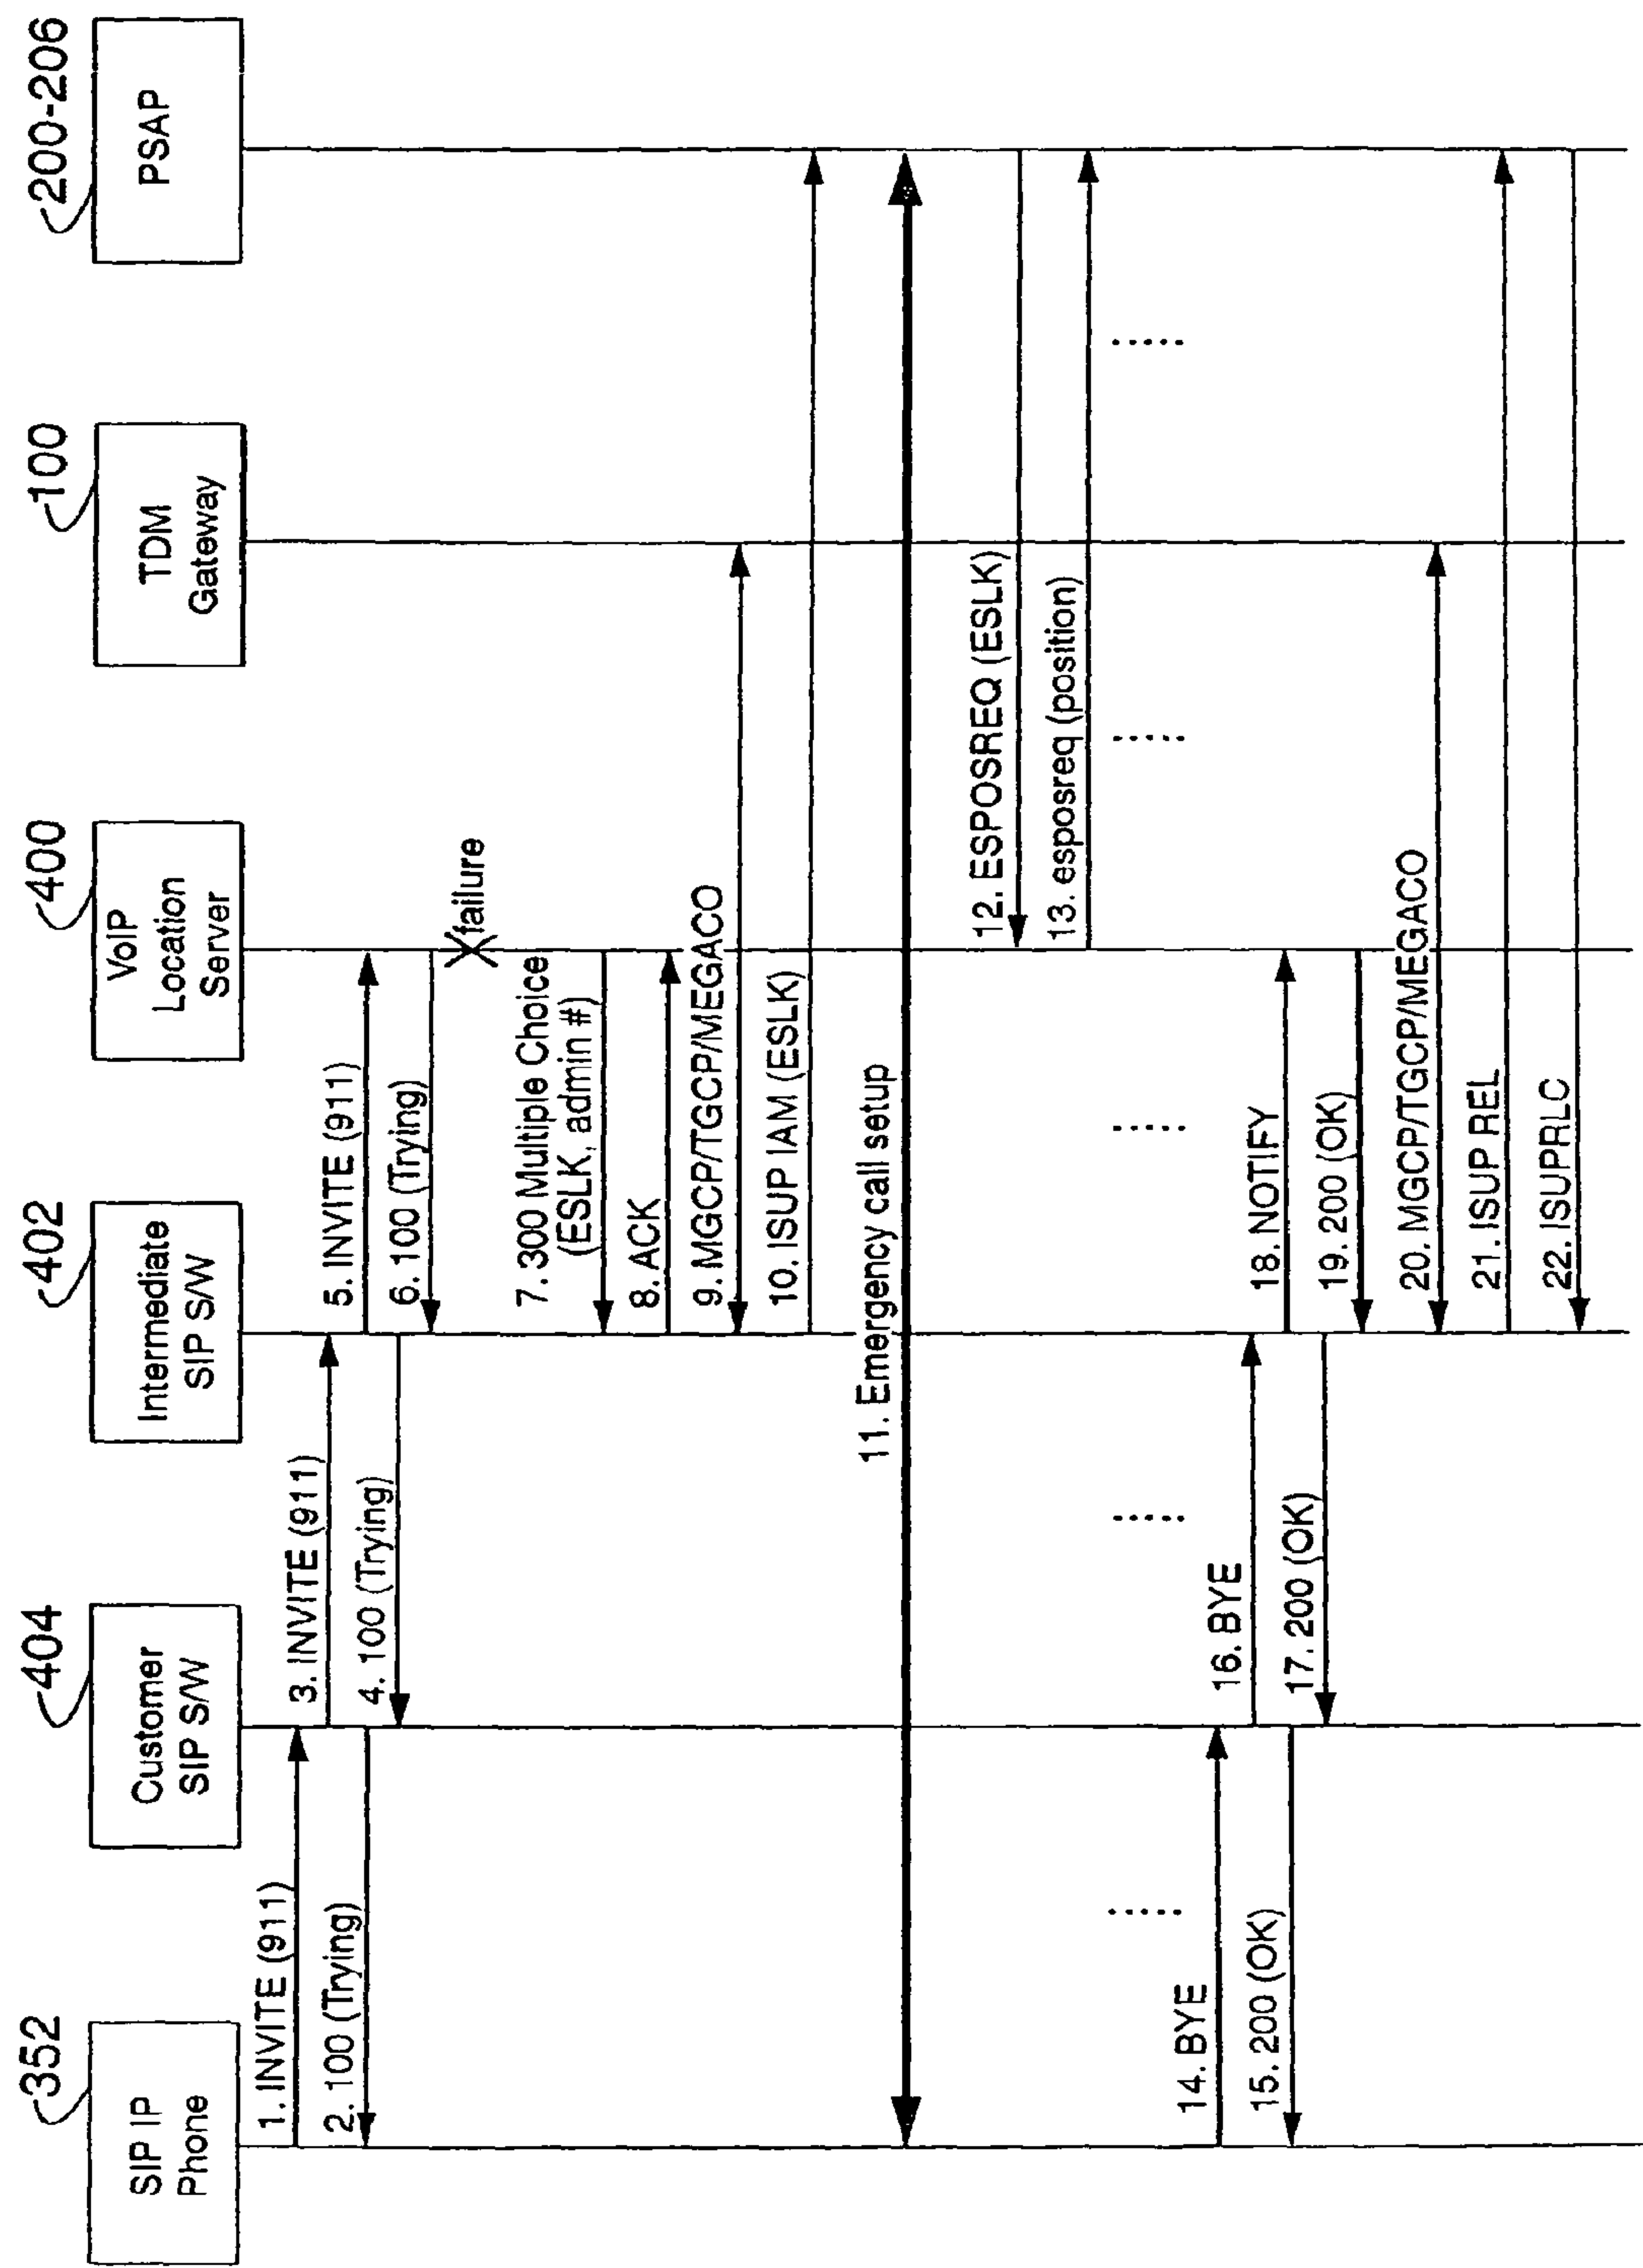 352
SIP IP
Phone
404
Customer
SIP S/W
402
Intermediate
SIP S/W
400
VoIP
Location
Server
100
TDM
Gateway
200-206
PSAP
1. INVITE (911)
2. 100 (Trying)
3. INVITE (911)
4. 100 (Trying)
5. INVITE (911)
6. 100 (Trying)
failure
7. 300 Multiple Choice
(ESLK, admin #)
8. ACK
9. MGCP/TGCP/MEGACO
10. ISUP IAM (ESLK)
11. Emergency call setup
12. ESPOSREQ (ESLK)
13. esposreq (position)
.....
.....
.....
.....
.....
14. BYE
15. 200 (OK)
16. BYE
17. 200 (OK)
18. NOTIFY
19. 200 (OK)
20. MGCP/TGCP/MEGACO
21. ISUP REL
22. ISUPRLC